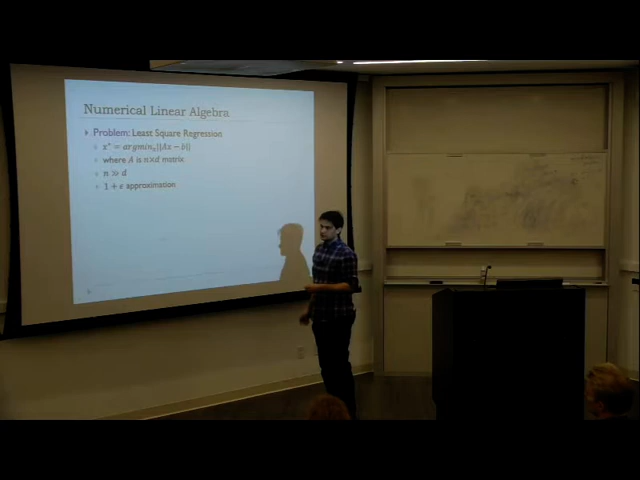 Numerical Linear Algebra
Problem: Least Square Regression
x* = argminₓ||Ax − b||
where A is n×d matrix
n ≫ d
1 + ϵ approximation